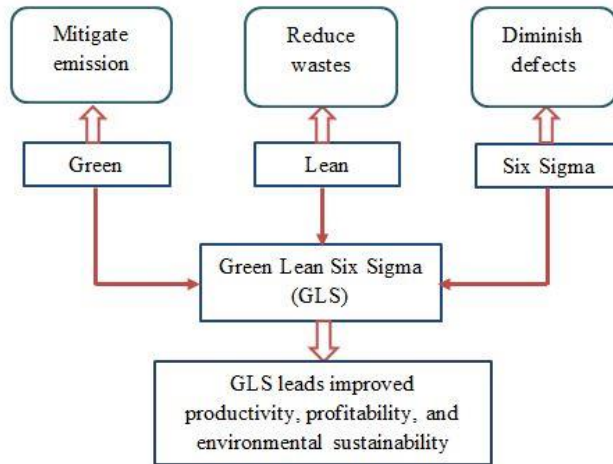 Mitigate
emission
Reduce
wastes
Diminish
defects
Green
Lean
Six Sigma
Green Lean Six Sigma
(GLS)
GLS leads improved
productivity, profitability, and
environmental sustainability